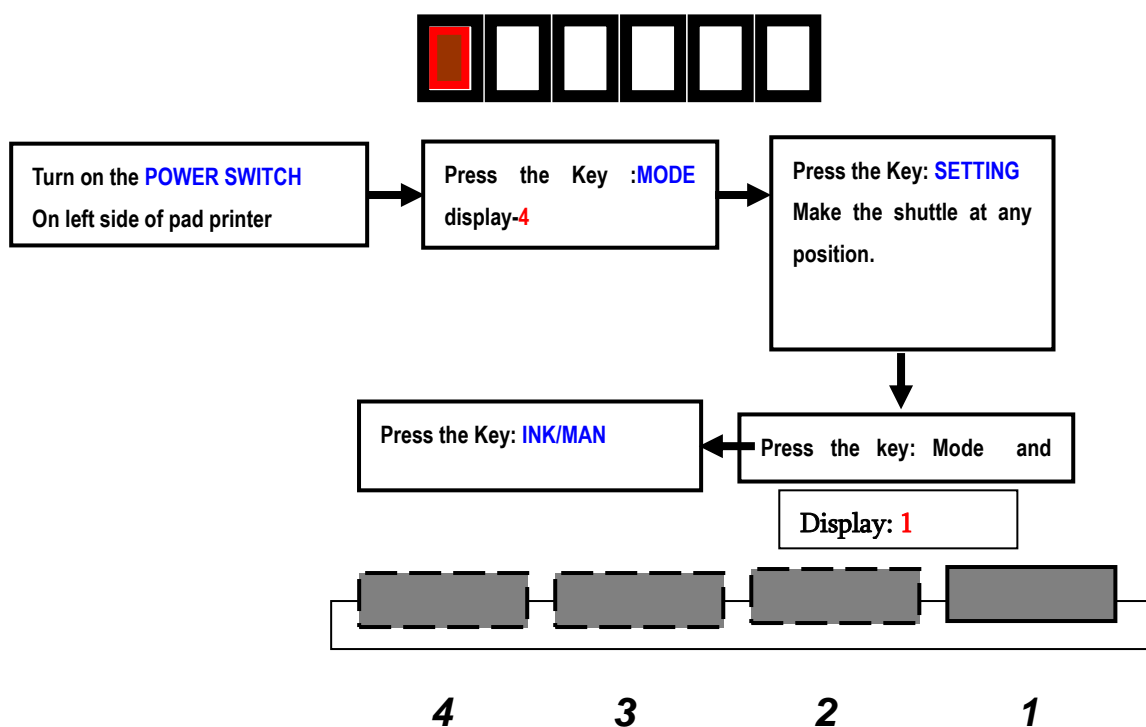 Turn on the POWER SWITCH
On left side of pad printer
Press the Key :MODE
display-4
Press the Key: SETTING
Make the shuttle at any
position.
Press the key: Mode and
Display: 1
Press the Key: INK/MAN
4 3 2 1